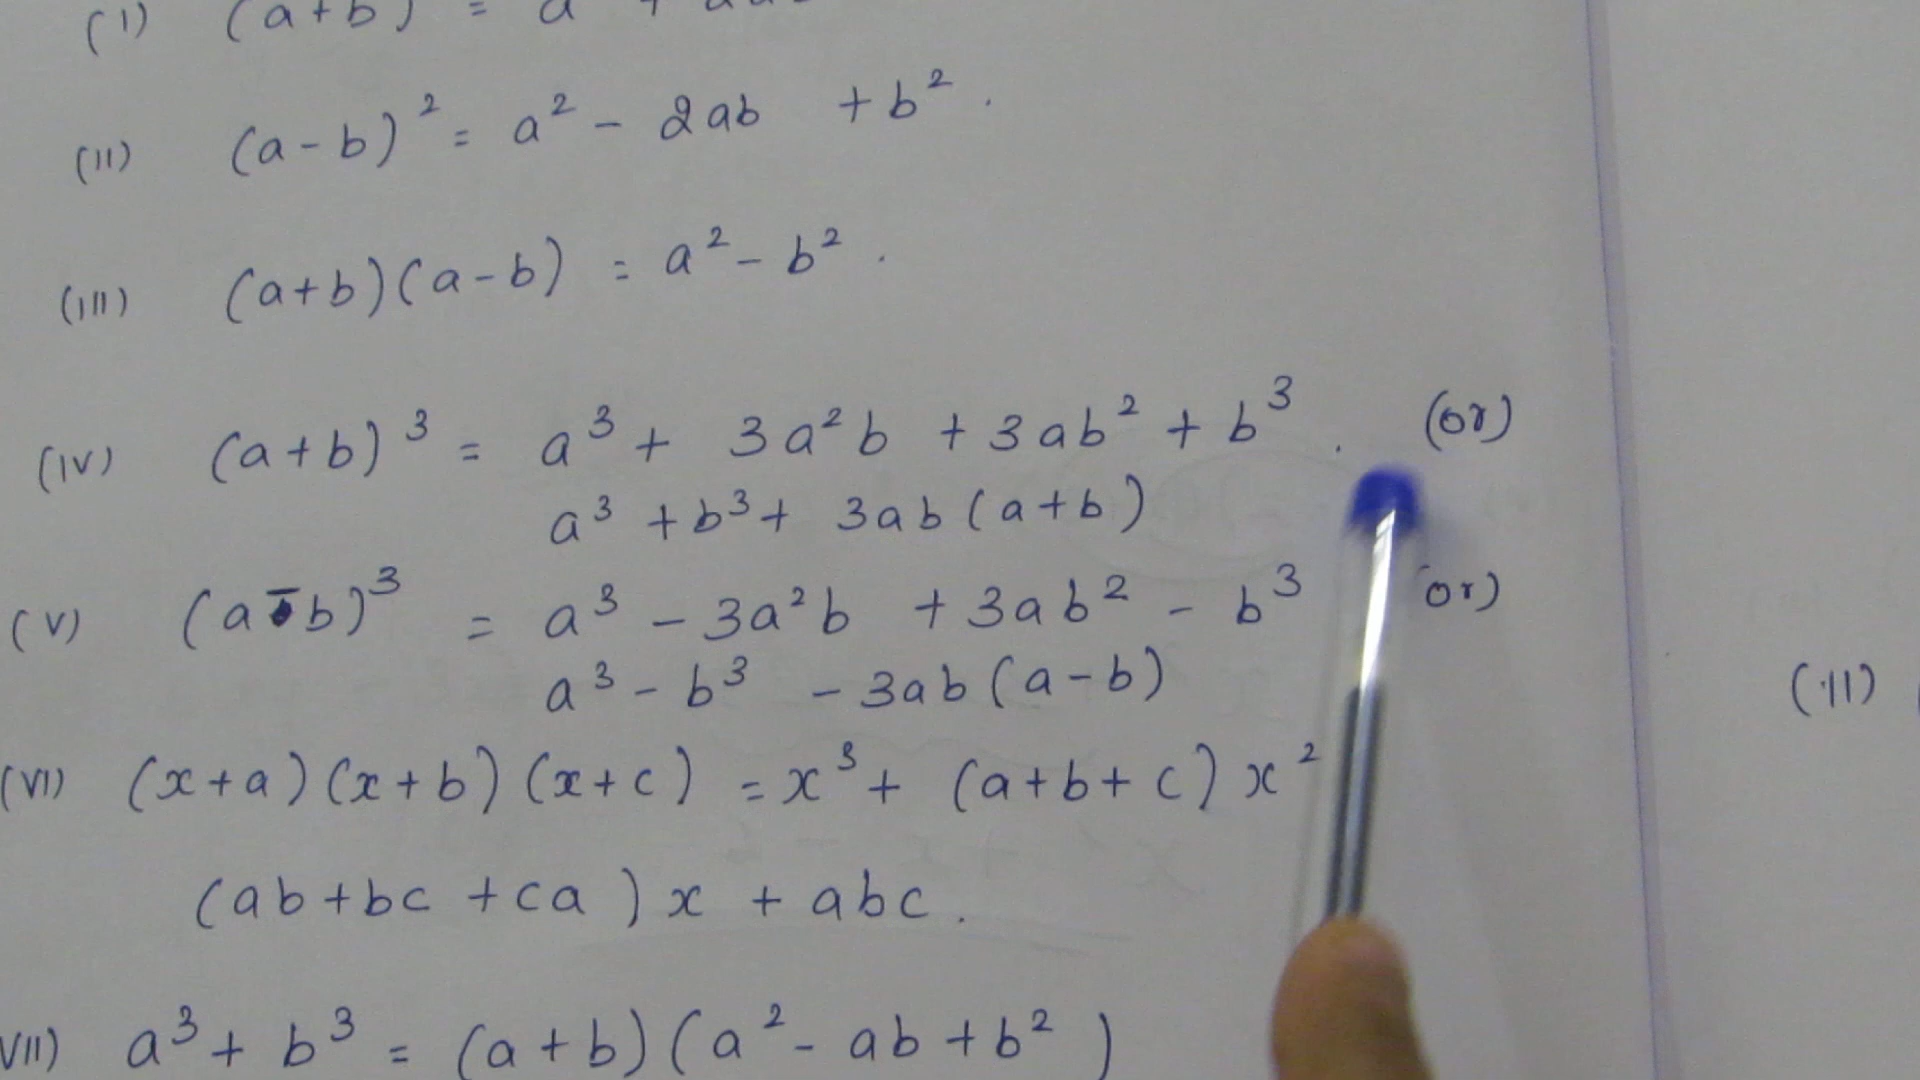 (I) (a+b) = a +
(II) (a-b)² = a² - 2ab + b².
(III) (a+b)(a-b) = a² - b².
(IV) (a+b)³ = a³ + 3a²b + 3ab² + b³. (or)
a³ + b³ + 3ab(a+b)
(V) (a-b)³ = a³ - 3a²b + 3ab² - b³ or)
a³ - b³ - 3ab(a-b)
(VI) (x+a)(x+b)(x+c) = x³ + (a+b+c)x²
(ab+bc+ca)x + abc.
VII) a³ + b³ = (a+b)(a² - ab + b²)
(II)